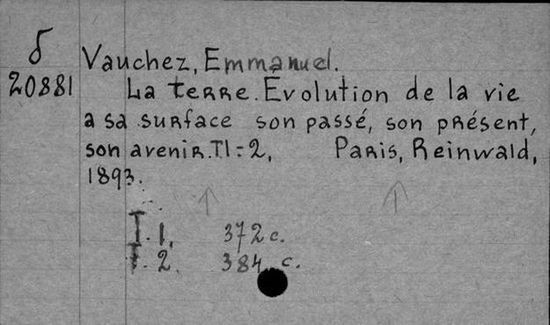 δ
20881
Vauchez, Emmanuel.
La terre. Evolution de la vie
a sa surface son passé, son présent,
son avenir. T1=2, Paris, Reinwald,
1893.
T. 1. 372 c.
T. 2. 384 c.